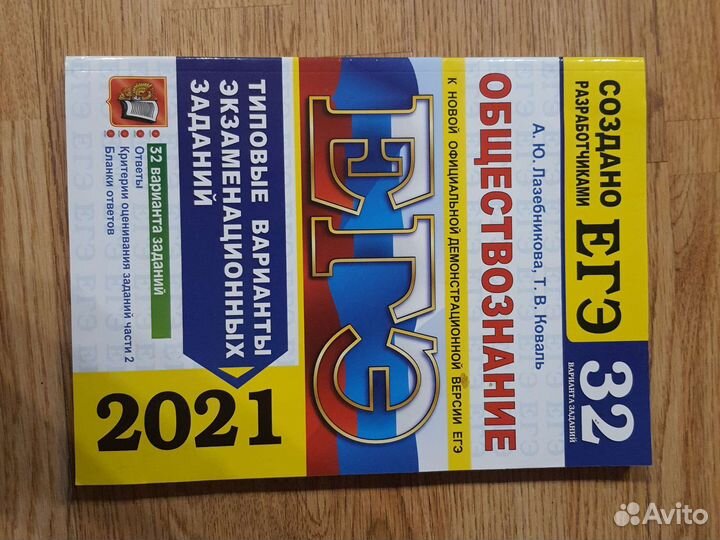 СОЗДАНО
РАЗРАБОТЧИКАМИ
ЕГЭ
32
ВАРИАНТА ЗАДАНИЙ
А. Ю. Лазебникова, Т. В. Коваль
ОБЩЕСТВОЗНАНИЕ
К НОВОЙ ОФИЦИАЛЬНОЙ ДЕМОНСТРАЦИОННОЙ ВЕРСИИ ЕГЭ
ЕГЭ
ТИПОВЫЕ ВАРИАНТЫ
ЭКЗАМЕНАЦИОННЫХ
ЗАДАНИЙ
2021
32 варианта заданий
Ответы
Критерии оценивания заданий части 2
Бланки ответов
Avito